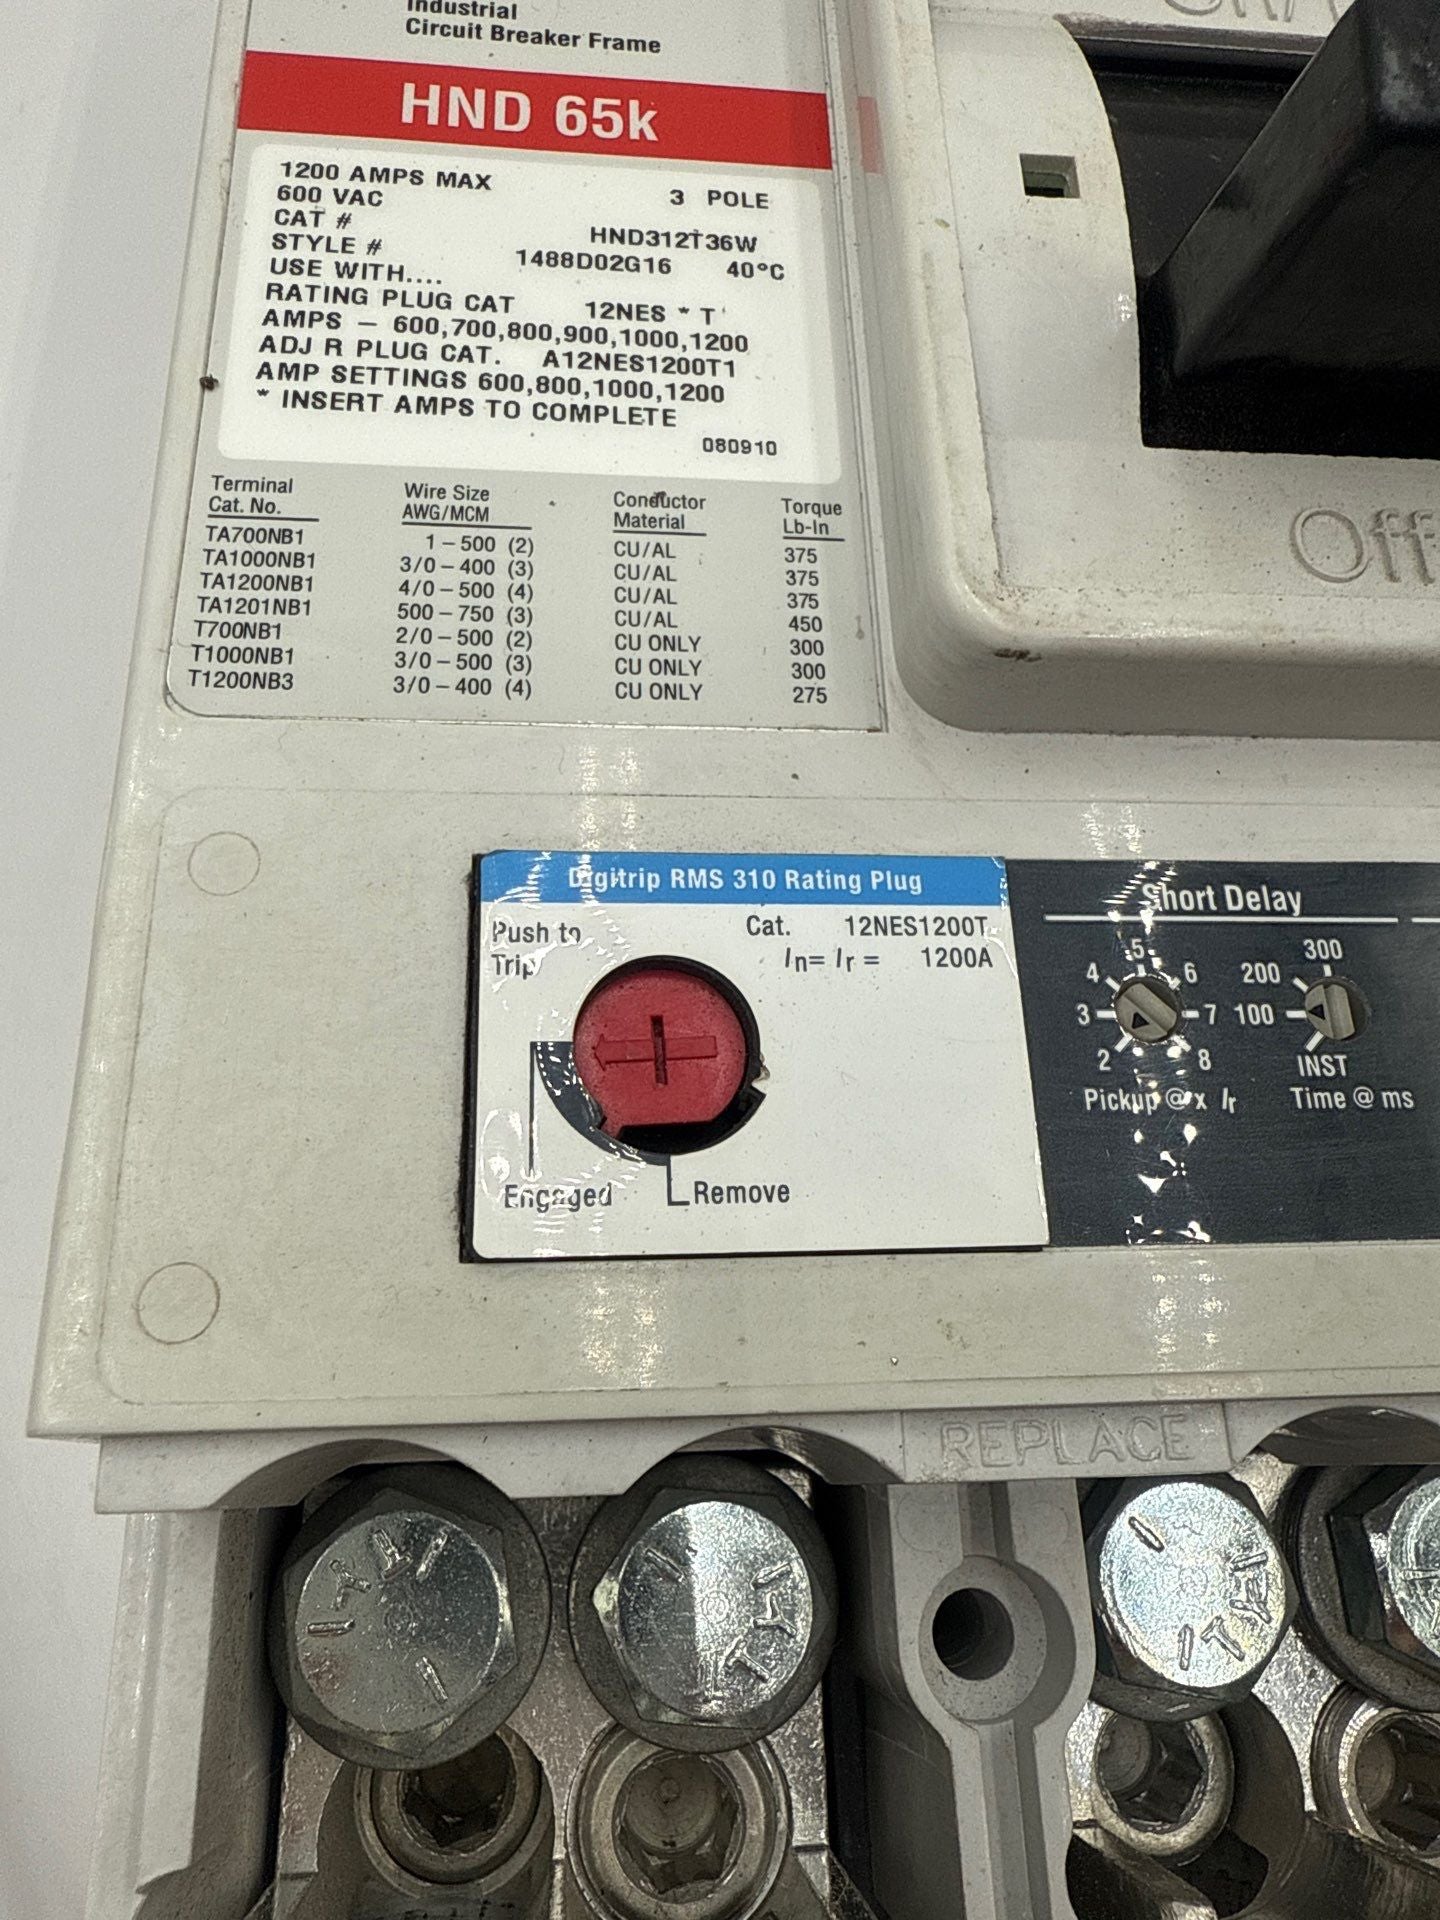 Industrial
Circuit Breaker Frame
HND 65k
1200 AMPS MAX
600 VAC 3 POLE
CAT # HND312T36W
STYLE # 1488D02G16 40°C
USE WITH....
RATING PLUG CAT 12NES * T
AMPS – 600,700,800,900,1000,1200
ADJ R PLUG CAT. A12NES1200T1
AMP SETTINGS 600,800,1000,1200
* INSERT AMPS TO COMPLETE
080910
Terminal Cat. No. Wire Size AWG/MCM Conductor Material Torque Lb-In
TA700NB1 1 – 500 (2) CU/AL 375
TA1000NB1 3/0 – 400 (3) CU/AL 375
TA1200NB1 4/0 – 500 (4) CU/AL 375
TA1201NB1 500 – 750 (3) CU/AL 450
T700NB1 2/0 – 500 (2) CU ONLY 300
T1000NB1 3/0 – 500 (3) CU ONLY 300
T1200NB3 3/0 – 400 (4) CU ONLY 275
Off
Digitrip RMS 310 Rating Plug
Push to
Trip
Cat. 12NES1200T
In= Ir = 1200A
Engaged
Remove
Short Delay
2 3 4 5 6 7 8
Pickup @ x Ir
INST 100 200 300
Time @ ms
REPLACE